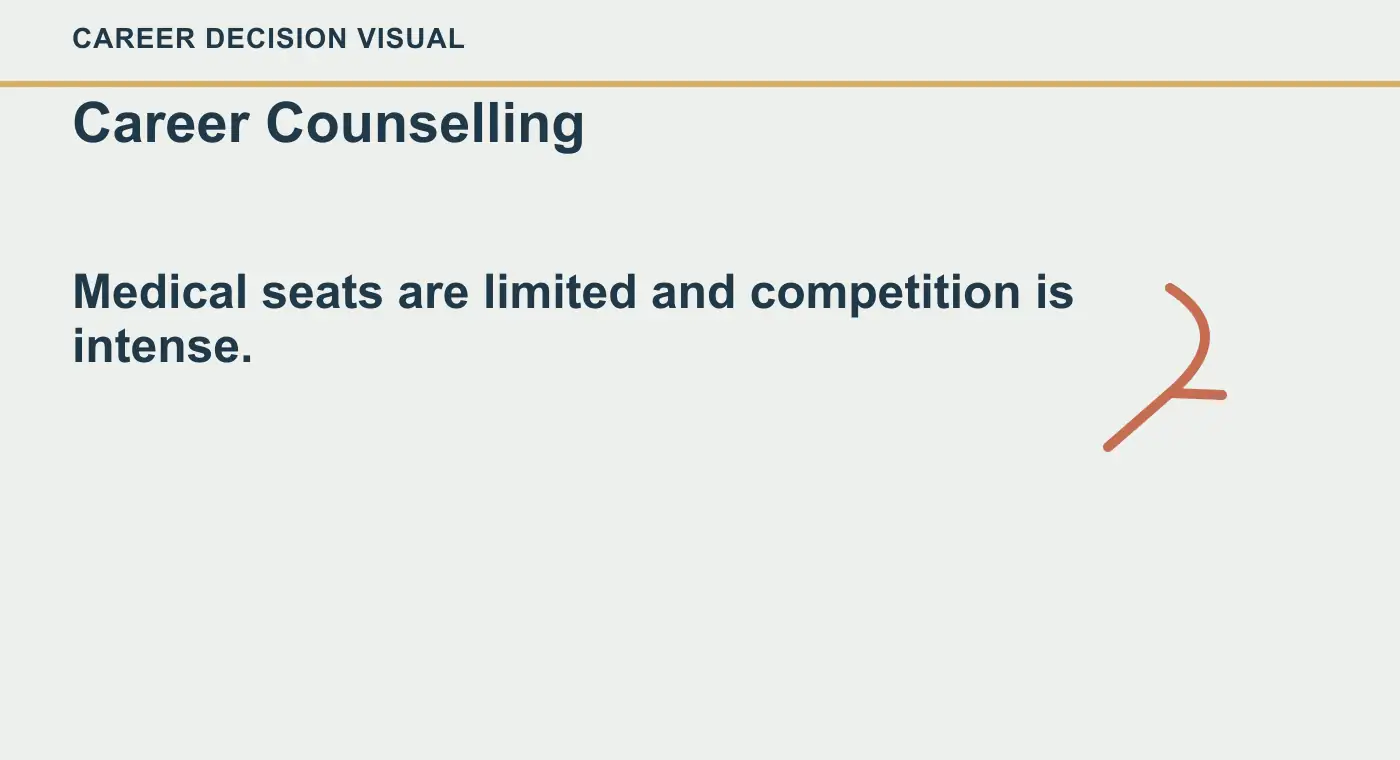 CAREER DECISION VISUAL
Career Counselling
Medical seats are limited and competition is
intense.